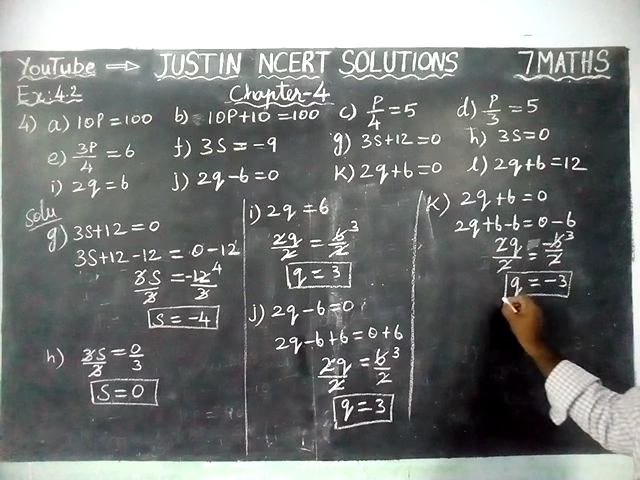 YouTube → JUSTIN NCERT SOLUTIONS 7MATHS
Ex:4.2 Chapter-4
4) a) 10P=100 b) 10P+10=100 c) P/4=5 d) P/3=5
e) 3P/4=6 f) 3S=-9 g) 3S+12=0 h) 3S=0
i) 2q=6 j) 2q-6=0 k) 2q+6=0 l) 2q+6=12
Solu
g) 3S+12=0
3S+12-12=0-12
3S/3=-12/3 4
S=-4
h) 3S/3=0/3
S=0
i) 2q=6
2q/2=6/2 3
q=3
j) 2q-6=0
2q-6+6=0+6
2q/2=6/2 3
q=3
k) 2q+6=0
2q+6-6=0-6
2q/2=-6/2 3
q=-3